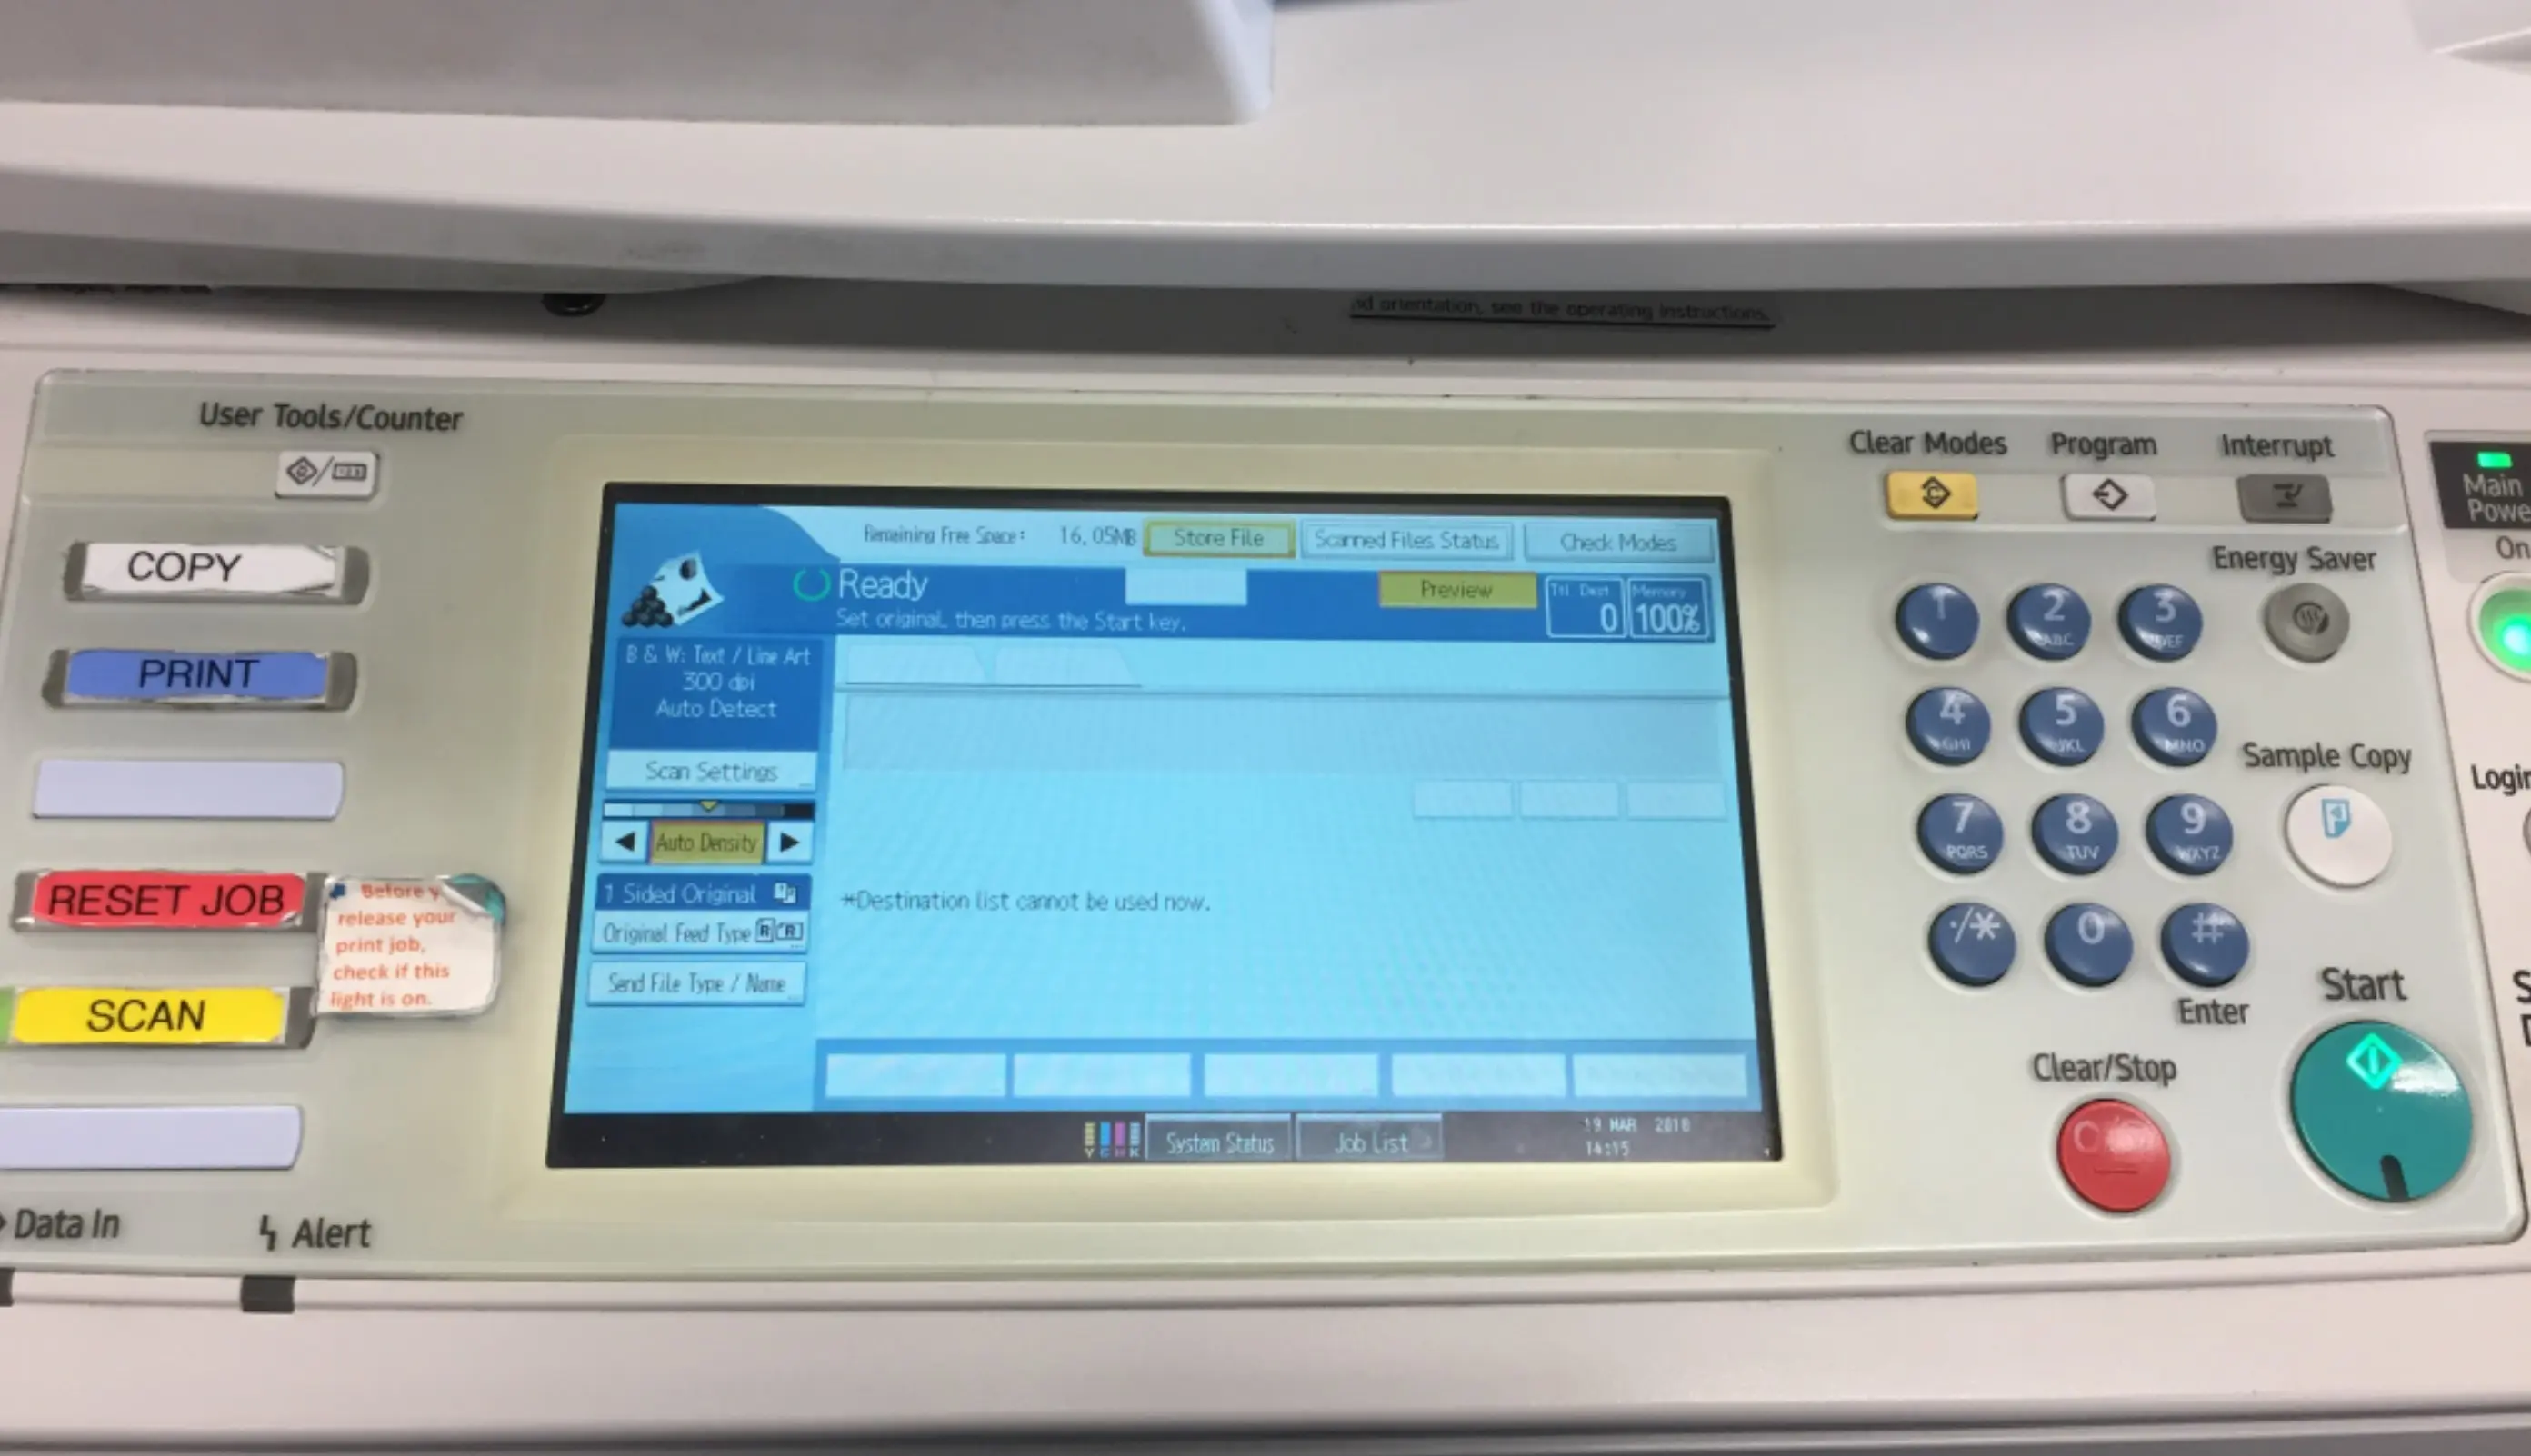 nd orientation, see the operating instructions.
User Tools/Counter
COPY
PRINT
RESET JOB
SCAN
Before y
release your
print job,
check if this
light is on.
Data In
Alert
Remaining Free Space: 16,05MB
Store File
Scanned Files Status
Check Modes
Ready
Set original, then press the Start key.
Preview
Ttl. Dest
0
Memory
100%
B & W: Text / Line Art
300 dpi
Auto Detect
Scan Settings
Auto Density
1 Sided Original
Original Feed Type
Send File Type / Name
*Destination list cannot be used now.
Y C M K
System Status
Job List
19 MAR 2018
14:15
Clear Modes
Program
Interrupt
Energy Saver
1
2 ABC
3 DEF
4 GHI
5 JKL
6 MNO
7 PQRS
8 TUV
9 WXYZ
./*
0
#
Enter
Sample Copy
Start
Clear/Stop
Main
Powe
On
Login
S